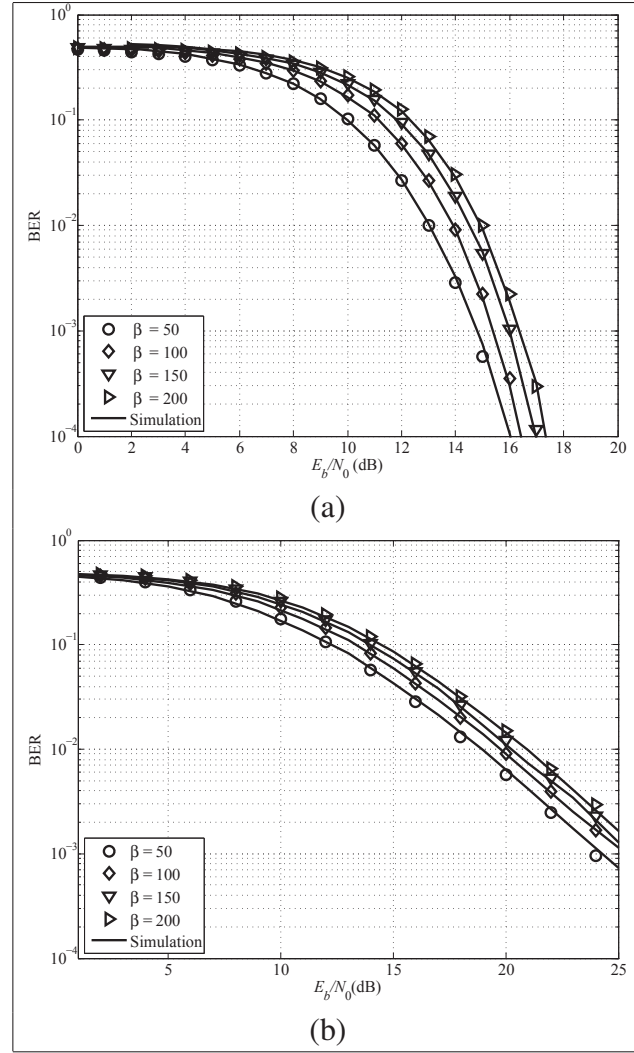 10^0
10^-1
10^-2
10^-3
10^-4
BER
β = 50
β = 100
β = 150
β = 200
Simulation
0 2 4 6 8 10 12 14 16 18 20
E_b/N_0 (dB)
(a)
10^0
10^-1
10^-2
10^-3
10^-4
BER
β = 50
β = 100
β = 150
β = 200
Simulation
5 10 15 20 25
E_b/N_0 (dB)
(b)